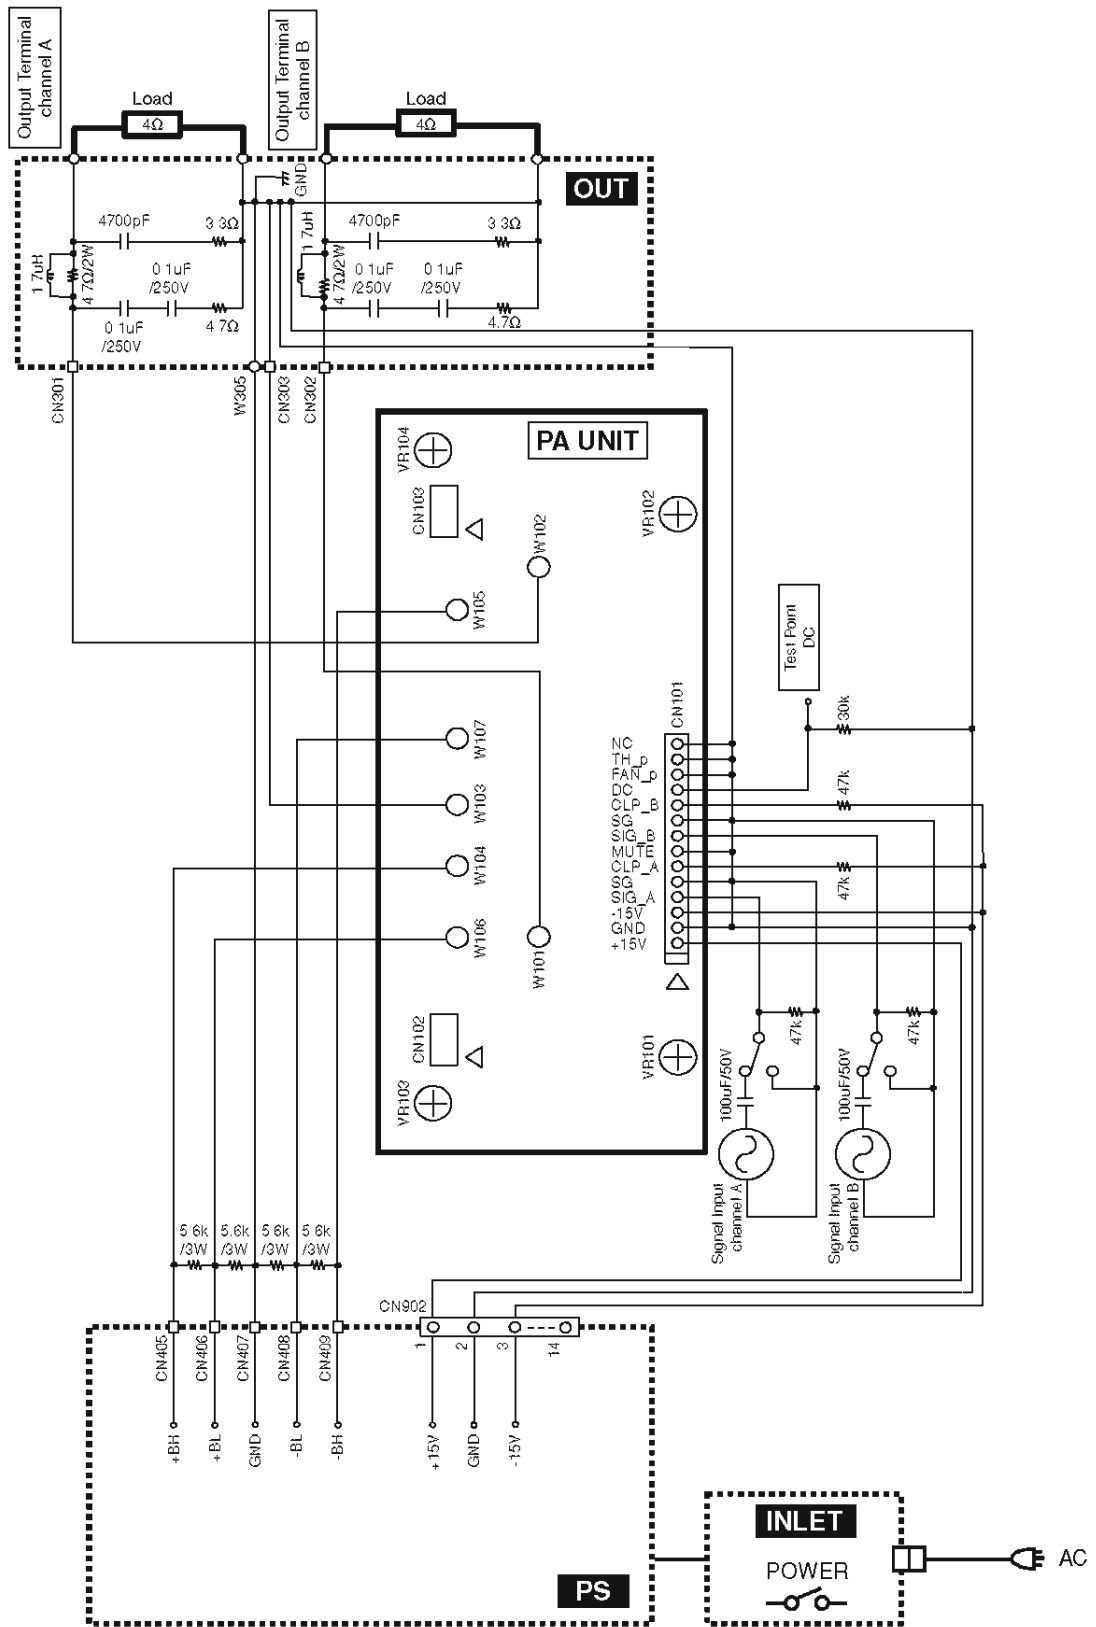 Output Terminal
channel A
Load
4Ω
Output Terminal
channel B
Load
4Ω
OUT
GND
4700pF
3 3Ω
1 7uH
4 7Ω/2W
0 1uF
/250V
0 1uF
/250V
4 7Ω
4700pF
3 3Ω
1 7uH
4 7Ω/2W
0 1uF
/250V
0 1uF
/250V
4.7Ω
CN301
W305
CN303
CN302
PA UNIT
VR104
CN103
W102
VR102
W105
W107
W103
W104
W106
W101
CN101
NC
TH_p
FAN_p
DC
CLP_B
SG
SIG_B
MUTE
CLP_A
SG
SIG_A
-15V
GND
+15V
CN102
VR103
VR101
Test Point
DC
30k
47k
47k
47k
47k
100uF/50V
100uF/50V
Signal Input
channel A
Signal Input
channel B
5 6k
/3W
5.6k
/3W
5 6k
/3W
5 6k
/3W
CN405
CN406
CN407
CN408
CN409
CN902
1
2
3
14
+BH
+BL
GND
-BL
-BH
+15V
GND
-15V
PS
INLET
POWER
AC